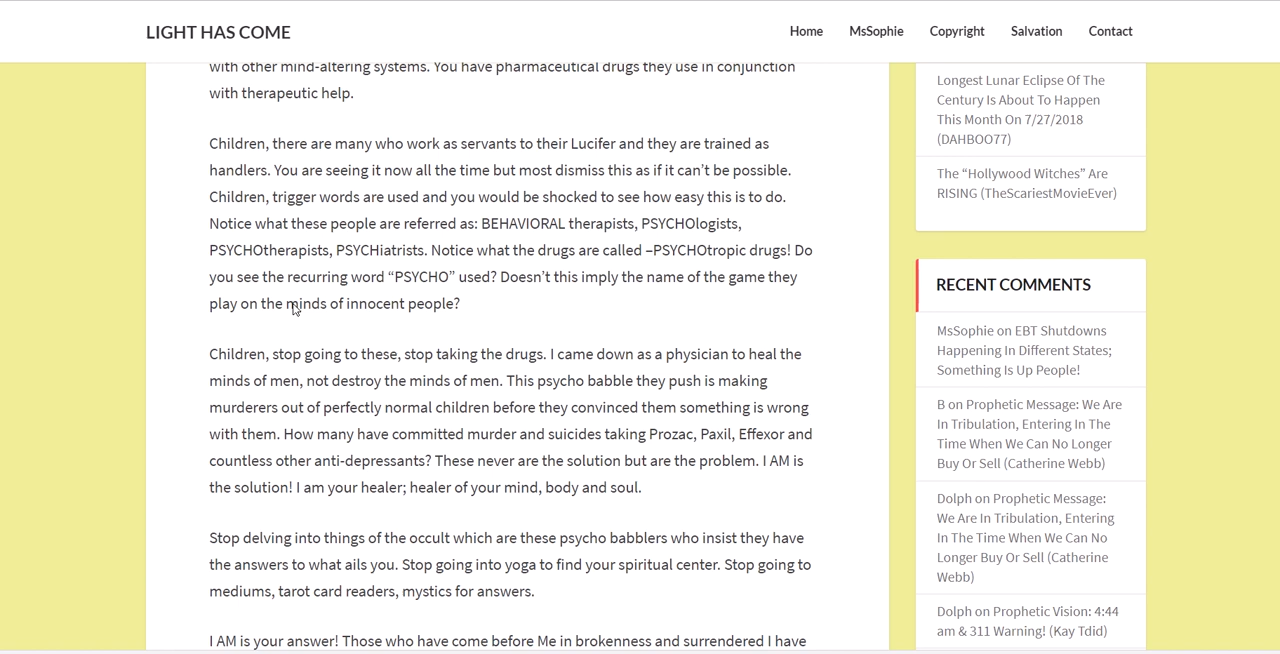 LIGHT HAS COME
Home
MsSophie
Copyright
Salvation
Contact
with other mind-altering systems. You have pharmaceutical drugs they use in conjunction
with therapeutic help.
Children, there are many who work as servants to their Lucifer and they are trained as
handlers. You are seeing it now all the time but most dismiss this as if it can’t be possible.
Children, trigger words are used and you would be shocked to see how easy this is to do.
Notice what these people are referred as: BEHAVIORAL therapists, PSYCHOlogists,
PSYCHOtherapists, PSYCHiatrists. Notice what the drugs are called –PSYCHOtropic drugs! Do
you see the recurring word “PSYCHO” used? Doesn’t this imply the name of the game they
play on the minds of innocent people?
Children, stop going to these, stop taking the drugs. I came down as a physician to heal the
minds of men, not destroy the minds of men. This psycho babble they push is making
murderers out of perfectly normal children before they convinced them something is wrong
with them. How many have committed murder and suicides taking Prozac, Paxil, Effexor and
countless other anti-depressants? These never are the solution but are the problem. I AM is
the solution! I am your healer; healer of your mind, body and soul.
Stop delving into things of the occult which are these psycho babblers who insist they have
the answers to what ails you. Stop going into yoga to find your spiritual center. Stop going to
mediums, tarot card readers, mystics for answers.
I AM is your answer! Those who have come before Me in brokenness and surrendered I have
Longest Lunar Eclipse Of The
Century Is About To Happen
This Month On 7/27/2018
(DAHBOO77)
The “Hollywood Witches” Are
RISING (TheScariestMovieEver)
RECENT COMMENTS
MsSophie on EBT Shutdowns
Happening In Different States;
Something Is Up People!
B on Prophetic Message: We Are
In Tribulation, Entering In The
Time When We Can No Longer
Buy Or Sell (Catherine Webb)
Dolph on Prophetic Message:
We Are In Tribulation, Entering
In The Time When We Can No
Longer Buy Or Sell (Catherine
Webb)
Dolph on Prophetic Vision: 4:44
am & 311 Warning! (Kay Tdid)